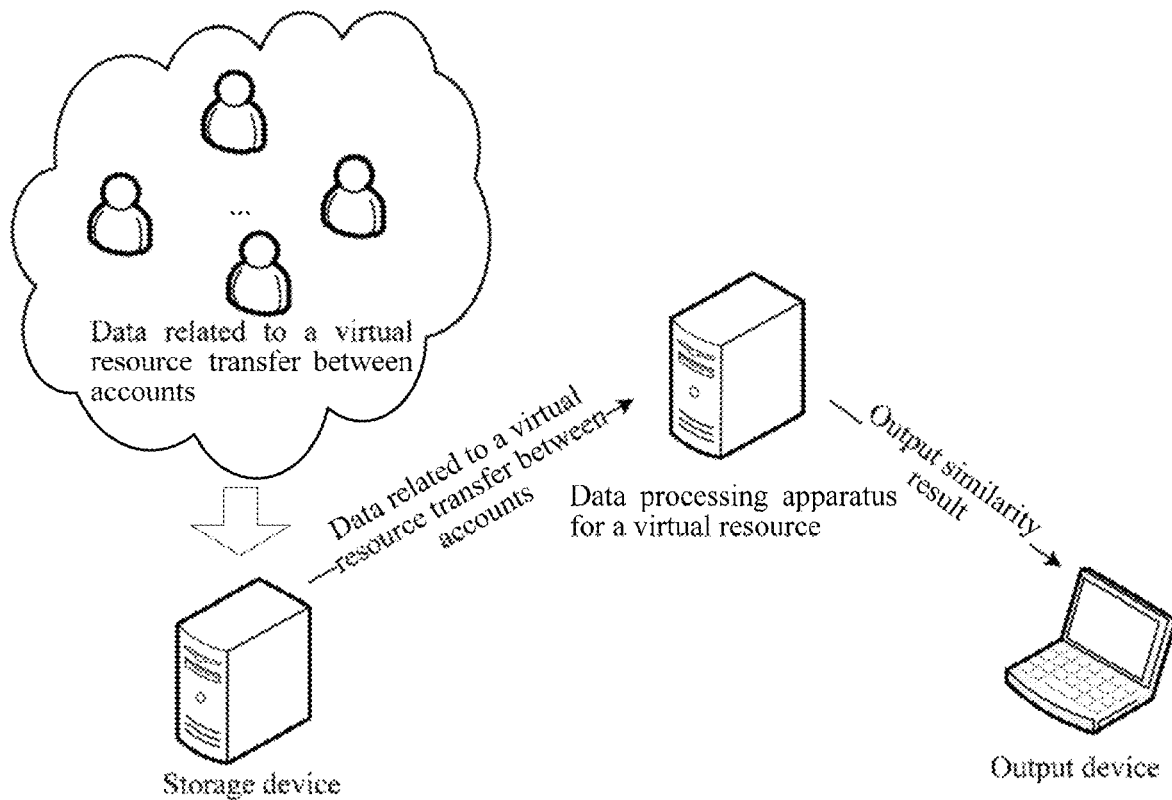 ...
Data related to a virtual
resource transfer between
accounts
Data related to a virtual
resource transfer between
accounts
Data processing apparatus
for a virtual resource
Output similarity
result
Storage device
Output device